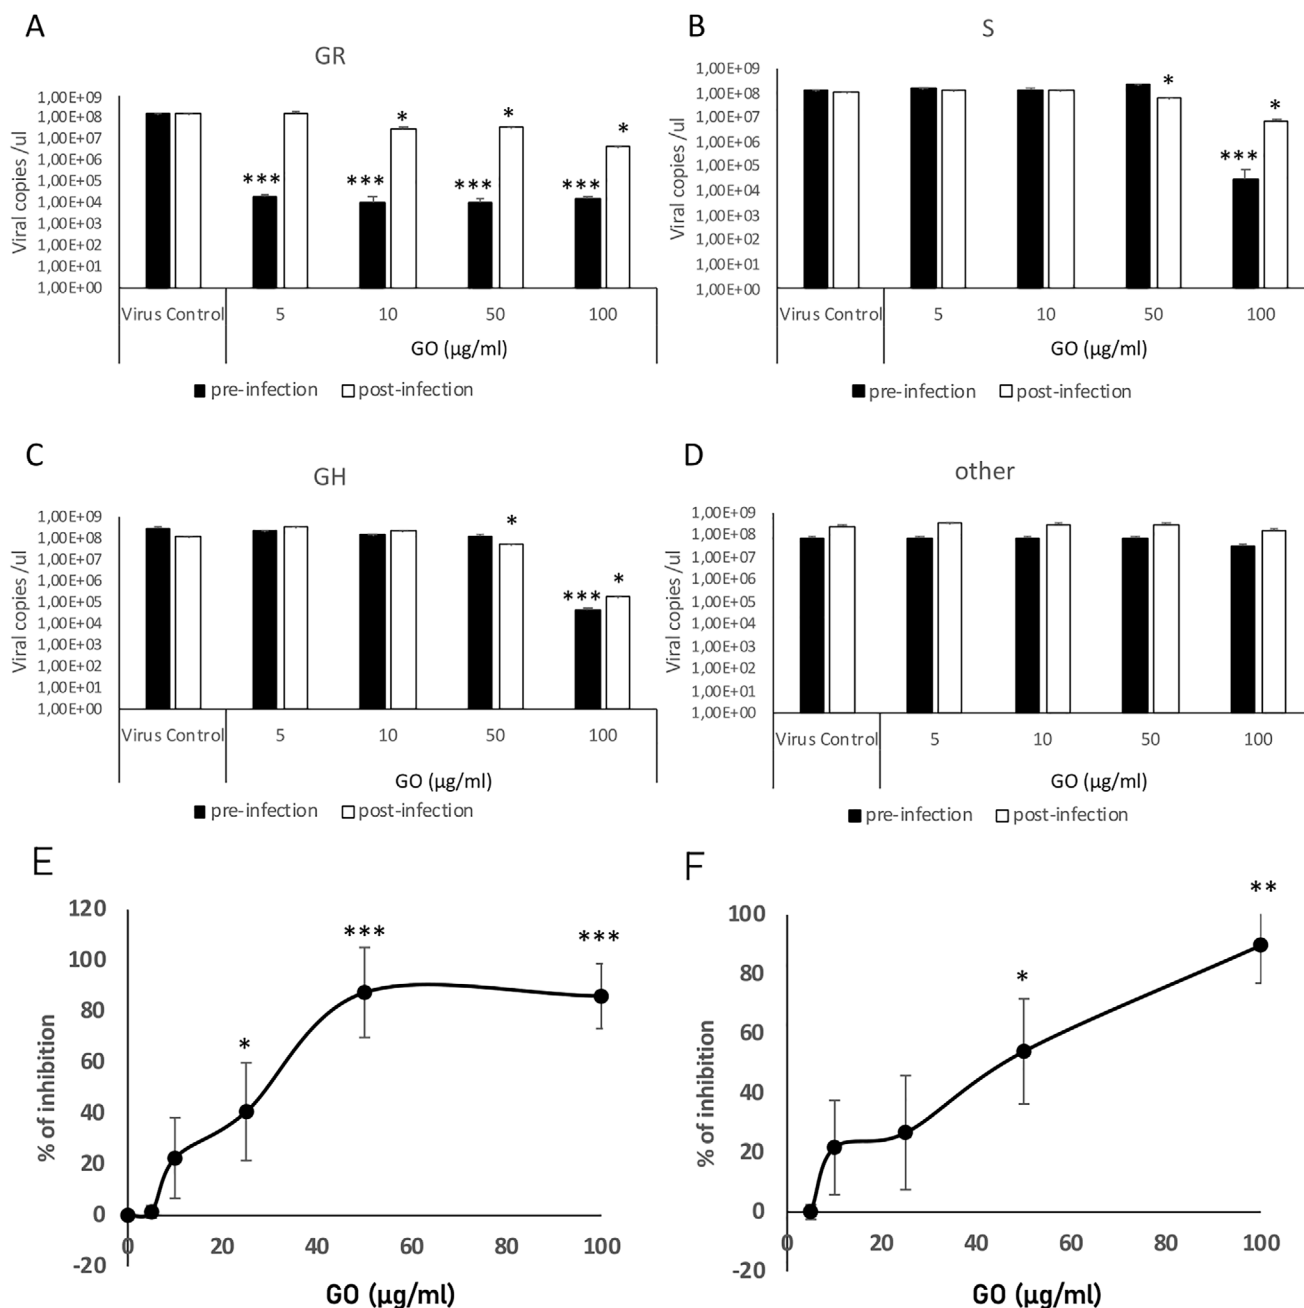 A
GR
Viral copies /ul
1,00E+09
1,00E+08
1,00E+07
1,00E+06
1,00E+05
1,00E+04
1,00E+03
1,00E+02
1,00E+01
1,00E+00
***
***
*
***
*
***
*
Virus Control
5
10
50
100
GO (µg/ml)
pre-infection
post-infection
B
S
Viral copies /ul
1,00E+09
1,00E+08
1,00E+07
1,00E+06
1,00E+05
1,00E+04
1,00E+03
1,00E+02
1,00E+01
1,00E+00
*
***
*
Virus Control
5
10
50
100
GO (µg/ml)
pre-infection
post-infection
C
GH
Viral copies /ul
1,00E+09
1,00E+08
1,00E+07
1,00E+06
1,00E+05
1,00E+04
1,00E+03
1,00E+02
1,00E+01
1,00E+00
*
***
*
Virus Control
5
10
50
100
GO (µg/ml)
pre-infection
post-infection
D
other
Viral copies /ul
1,00E+09
1,00E+08
1,00E+07
1,00E+06
1,00E+05
1,00E+04
1,00E+03
1,00E+02
1,00E+01
1,00E+00
Virus Control
5
10
50
100
GO (µg/ml)
pre-infection
post-infection
E
% of inhibition
120
100
80
60
40
20
0
-20
*
***
***
0
20
40
60
80
100
GO (µg/ml)
F
% of inhibition
100
80
60
40
20
0
-20
*
**
0
20
40
60
80
100
GO (µg/ml)